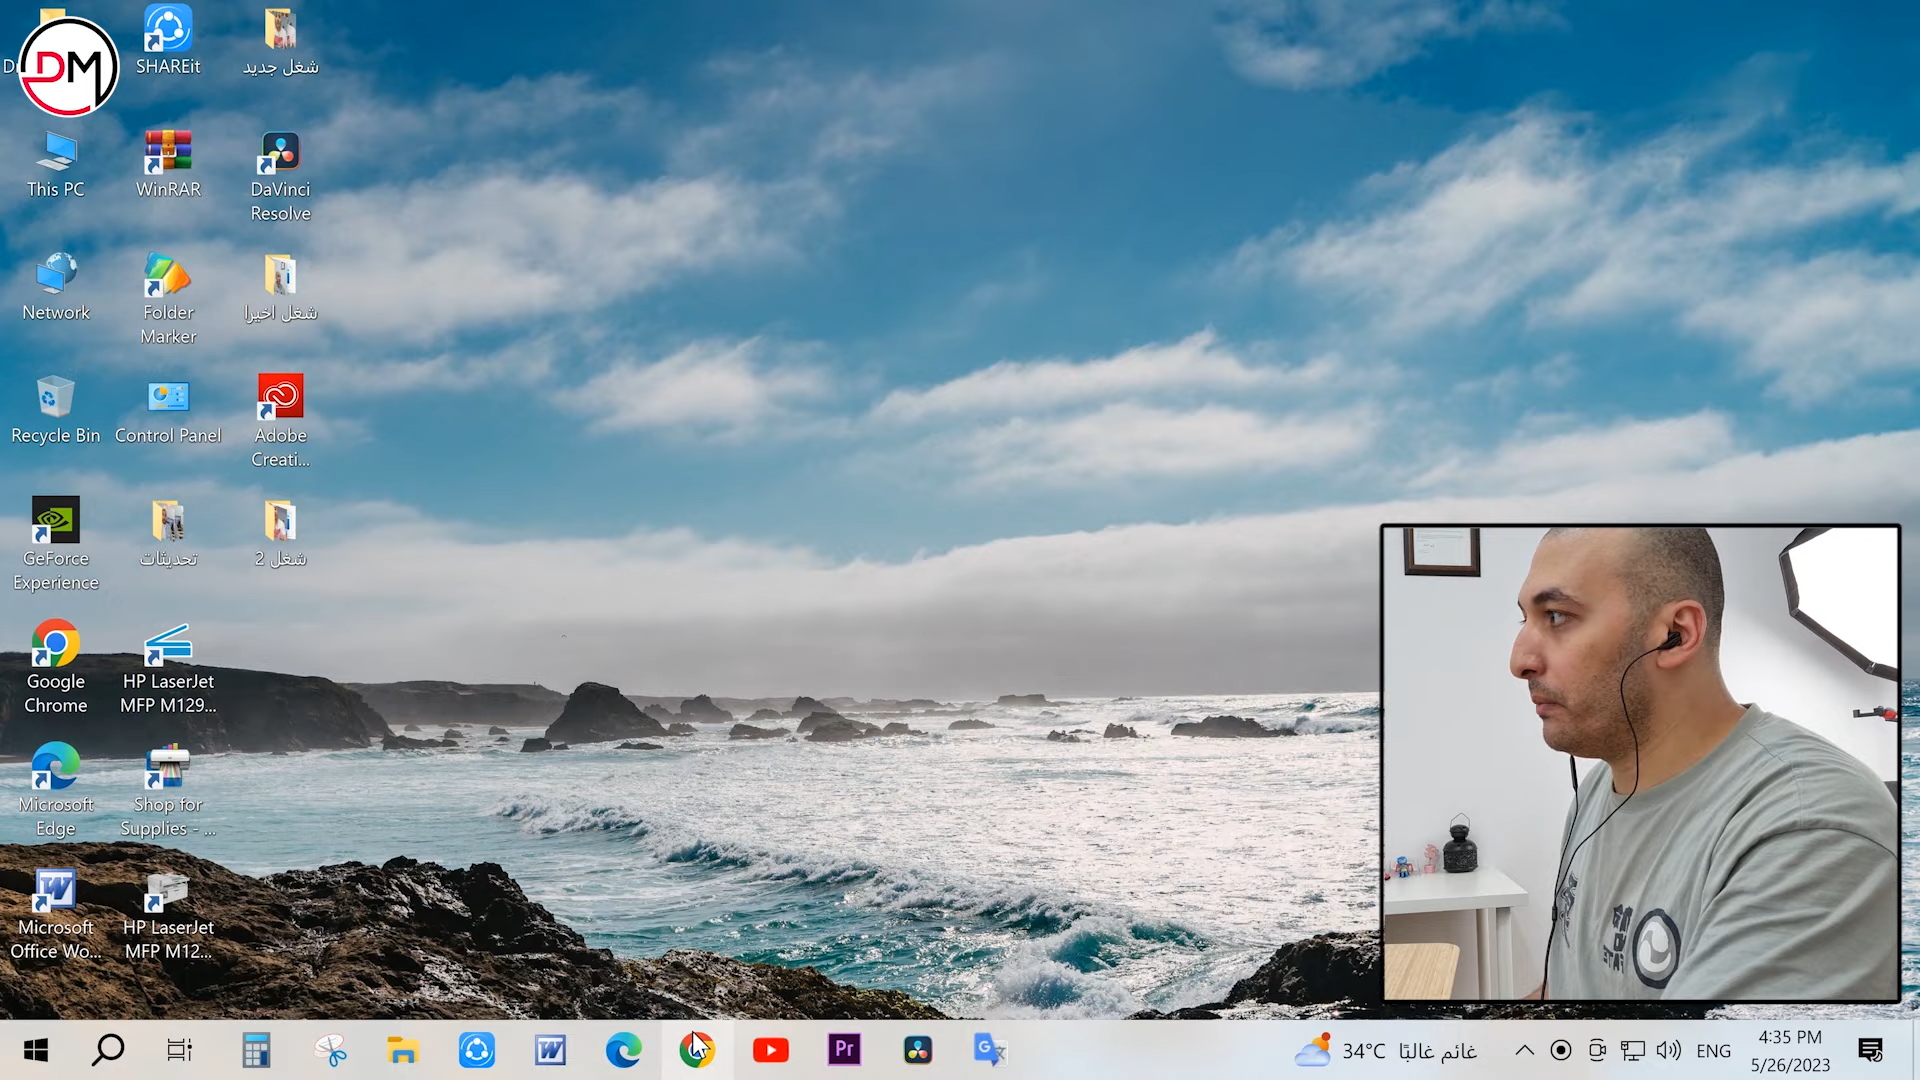 DM
SHAREit
شغل جديد
This PC
WinRAR
DaVinci
Resolve
Network
Folder
Marker
شغل اخيرا
Recycle Bin
Control Panel
Adobe
Creati...
GeForce
Experience
تحديثات
شغل 2
Google
Chrome
HP LaserJet
MFP M129...
Microsoft
Edge
Shop for
Supplies - ...
Microsoft
Office Wo...
HP LaserJet
MFP M12...
34°C غائم غالبًا
ENG
4:35 PM
5/26/2023
Pr